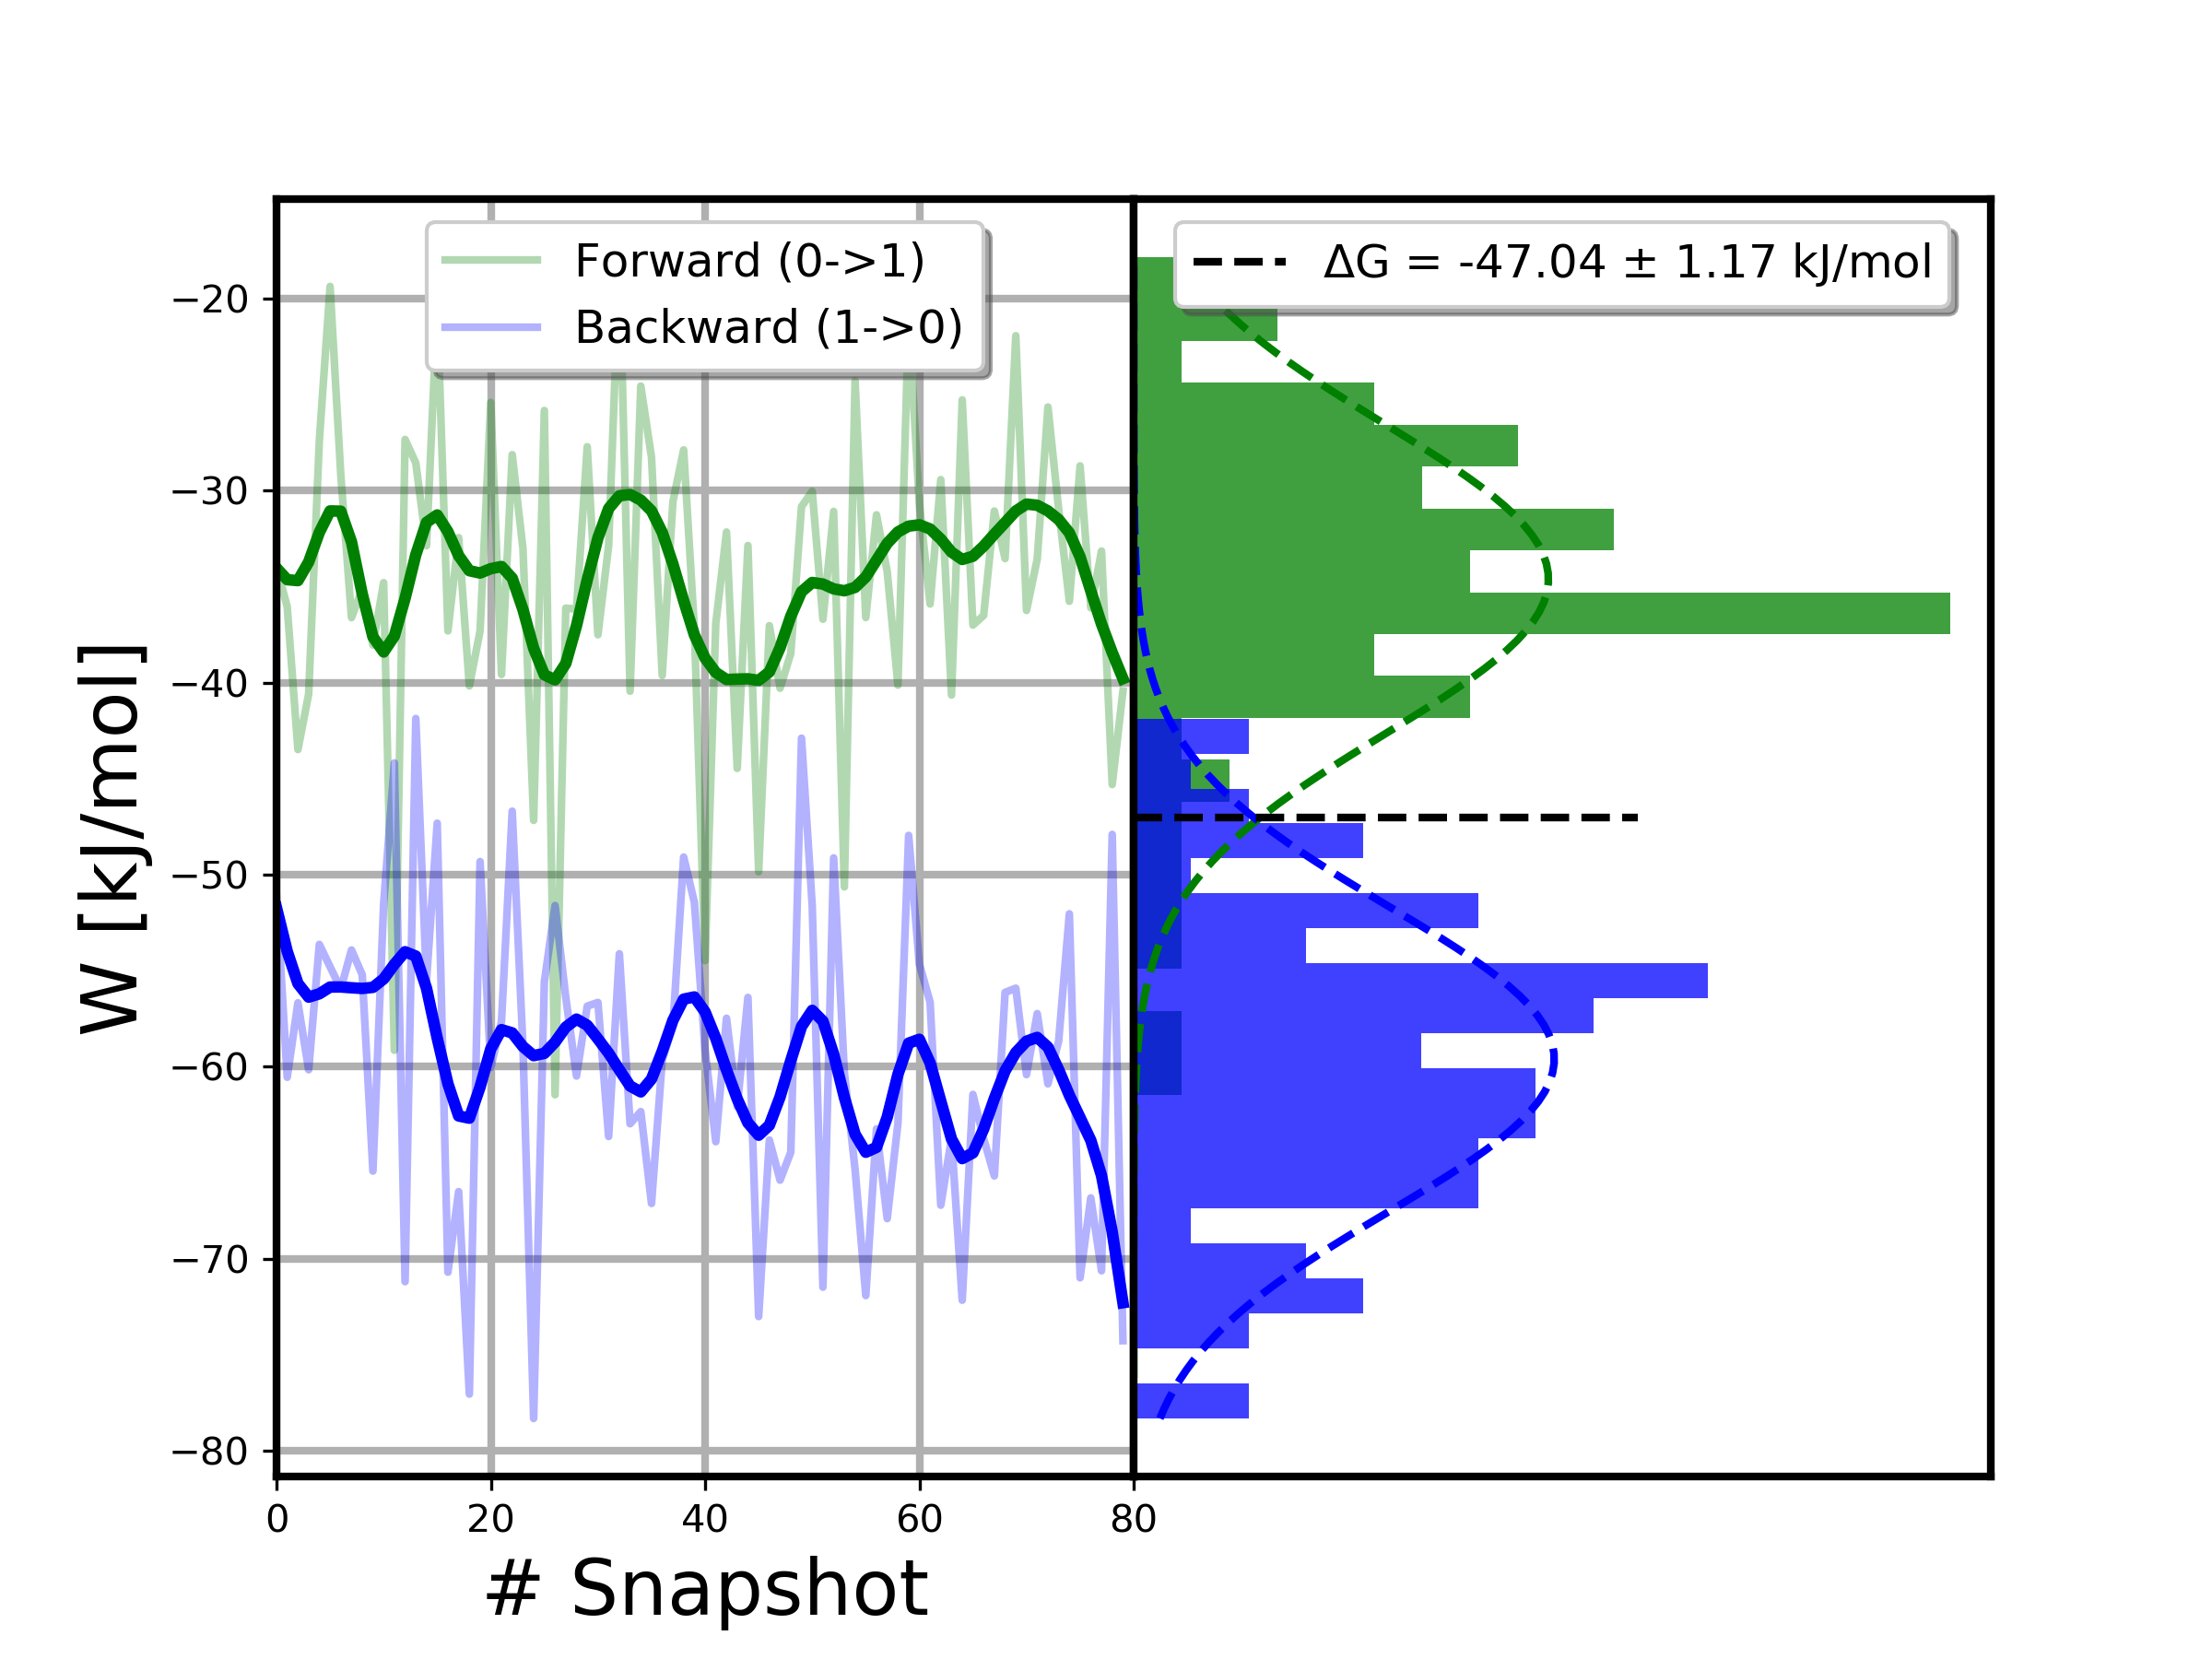 Forward (0->1)
Backward (1->0)
ΔG = -47.04 ± 1.17 kJ/mol
−20
−30
−40
−50
−60
−70
−80
W [kJ/mol]
0 20 40 60 80
# Snapshot